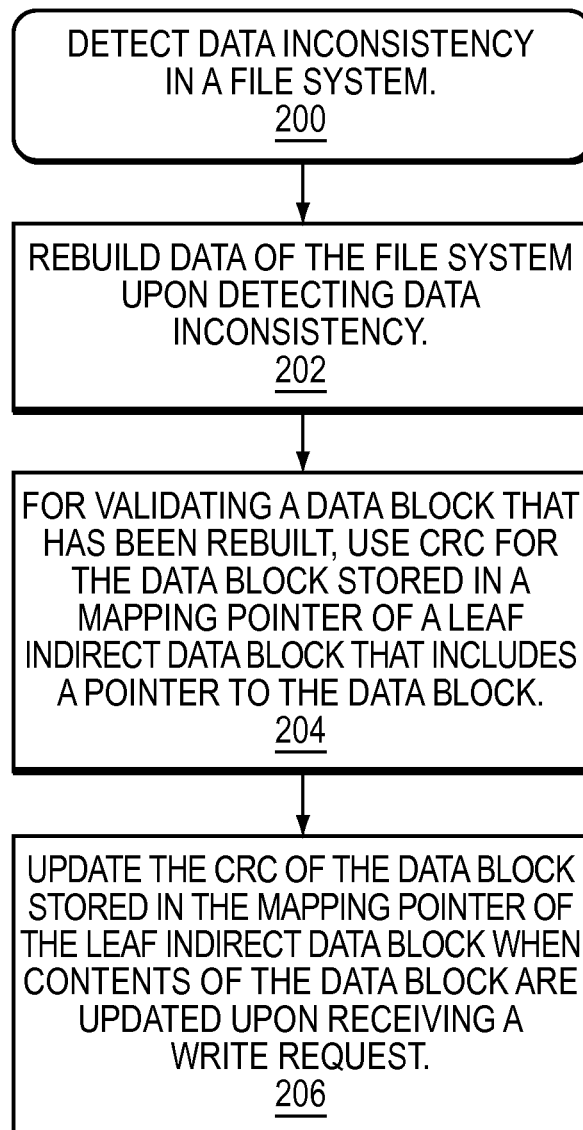 DETECT DATA INCONSISTENCY
IN A FILE SYSTEM.
200
REBUILD DATA OF THE FILE SYSTEM
UPON DETECTING DATA
INCONSISTENCY.
202
FOR VALIDATING A DATA BLOCK THAT
HAS BEEN REBUILT, USE CRC FOR
THE DATA BLOCK STORED IN A
MAPPING POINTER OF A LEAF
INDIRECT DATA BLOCK THAT INCLUDES
A POINTER TO THE DATA BLOCK.
204
UPDATE THE CRC OF THE DATA BLOCK
STORED IN THE MAPPING POINTER OF
THE LEAF INDIRECT DATA BLOCK WHEN
CONTENTS OF THE DATA BLOCK ARE
UPDATED UPON RECEIVING A
WRITE REQUEST.
206